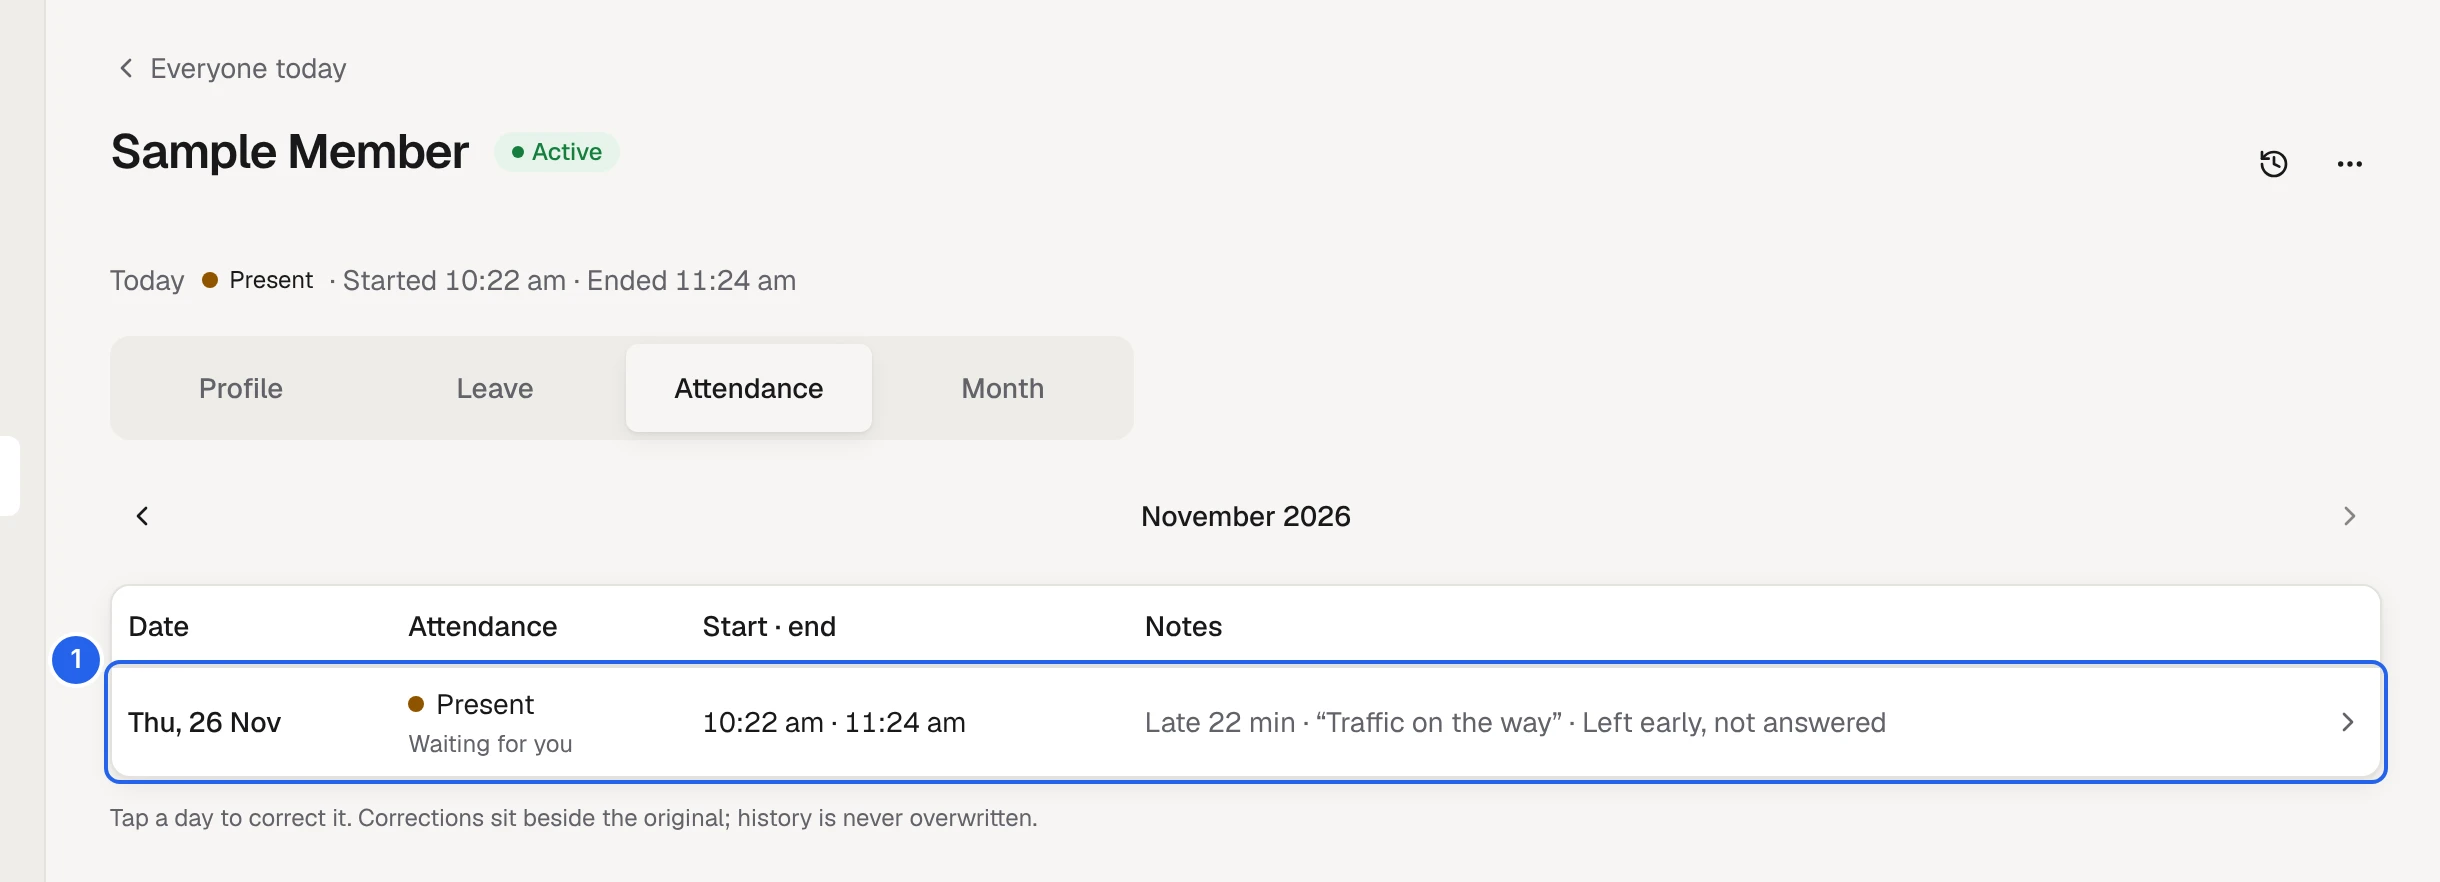 Everyone today
Sample Member
Active
Today Present · Started 10:22 am · Ended 11:24 am
Profile Leave Attendance Month
November 2026
Date Attendance Start · end Notes
1
Thu, 26 Nov Present 10:22 am · 11:24 am Late 22 min · “Traffic on the way” · Left early, not answered
Waiting for you
Tap a day to correct it. Corrections sit beside the original; history is never overwritten.